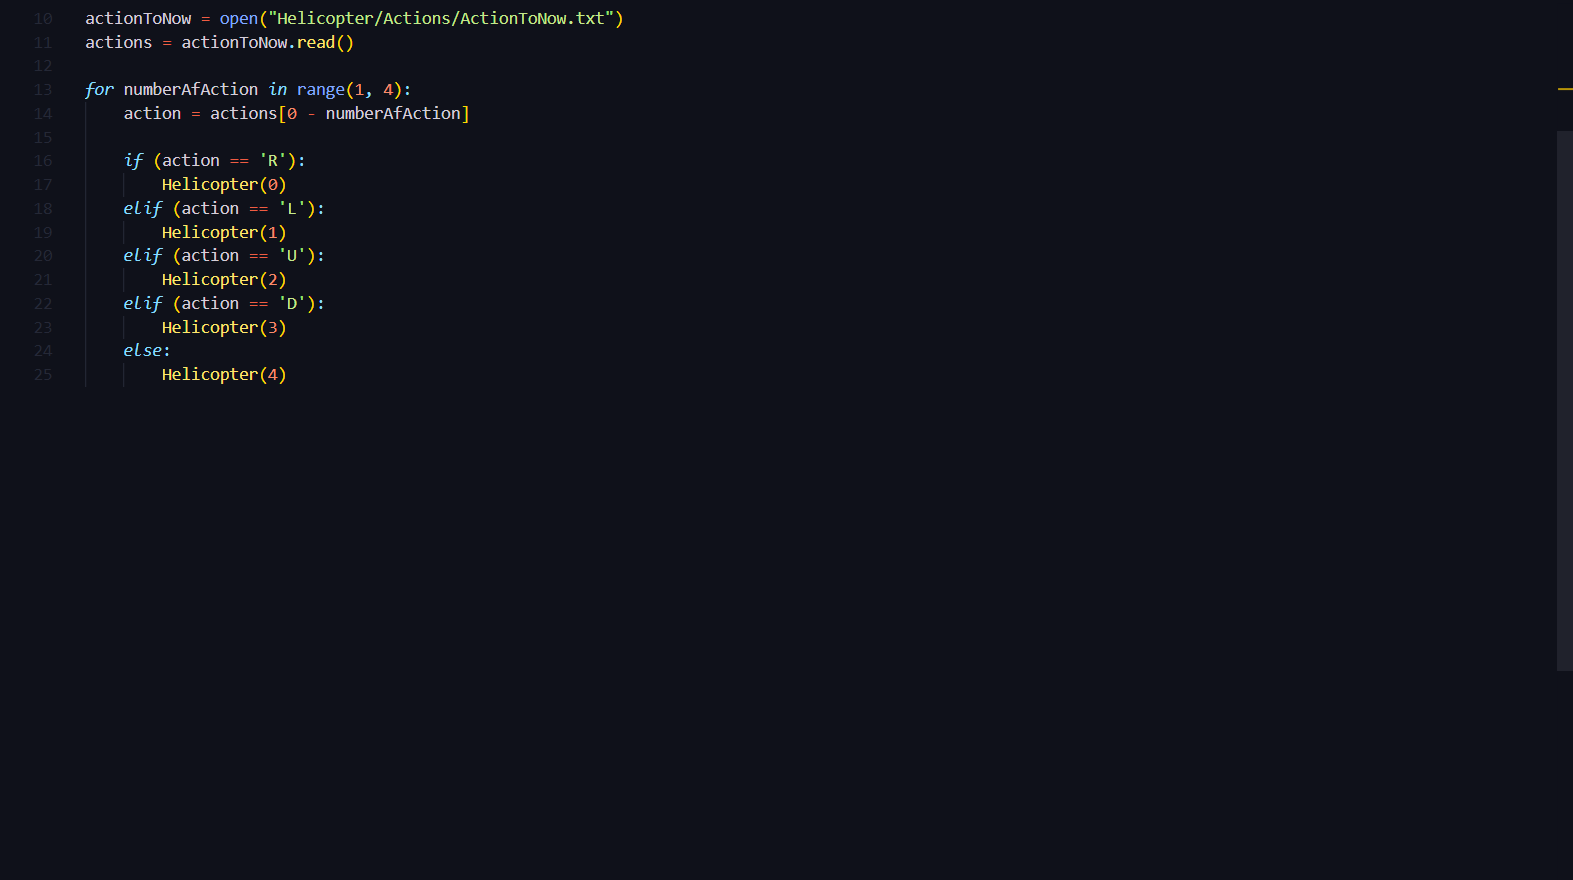 10 actionToNow = open("Helicopter/Actions/ActionToNow.txt")
11 actions = actionToNow.read()
12
13 for numberAfAction in range(1, 4):
14     action = actions[0 - numberAfAction]
15
16     if (action == 'R'):
17         Helicopter(0)
18     elif (action == 'L'):
19         Helicopter(1)
20     elif (action == 'U'):
21         Helicopter(2)
22     elif (action == 'D'):
23         Helicopter(3)
24     else:
25         Helicopter(4)